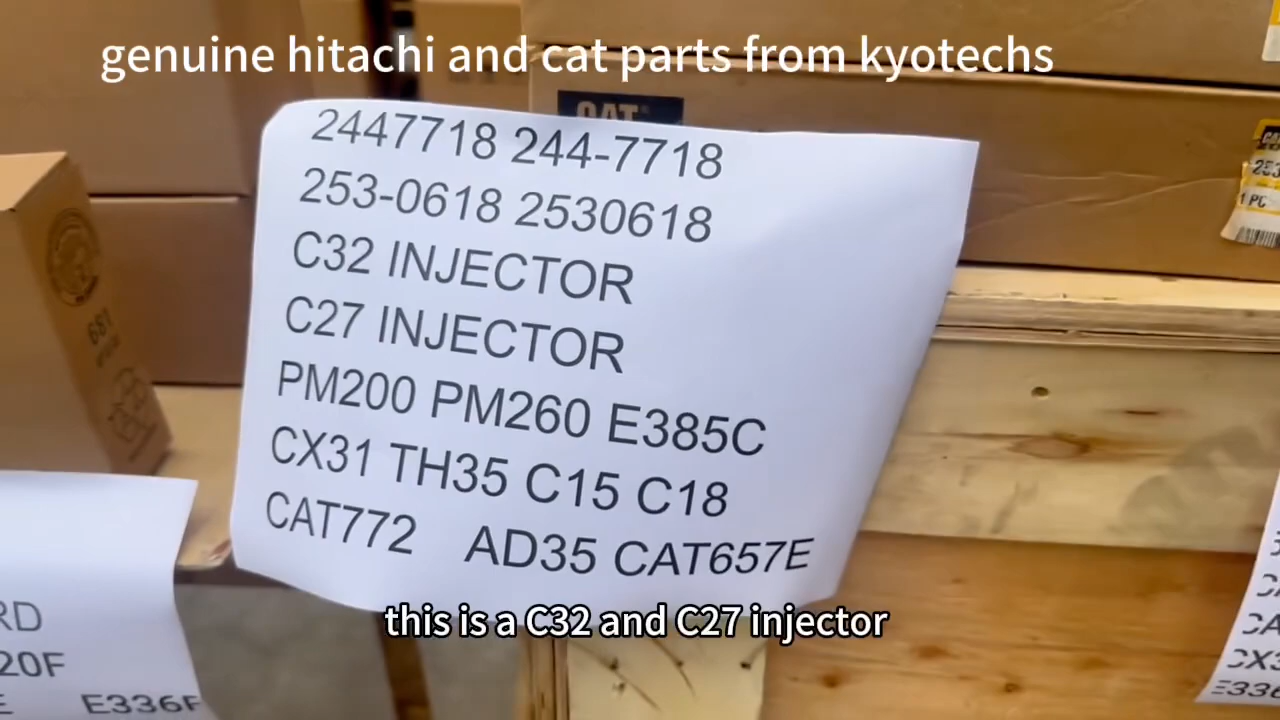 genuine hitachi and cat parts from kyotechs
CAT
2447718 244-7718
253-0618 2530618
C32 INJECTOR
C27 INJECTOR
PM200 PM260 E385C
CX31 TH35 C15 C18
CAT772 AD35 CAT657E
this is a C32 and C27 injector
681
1 PC
RD
20F
E336F